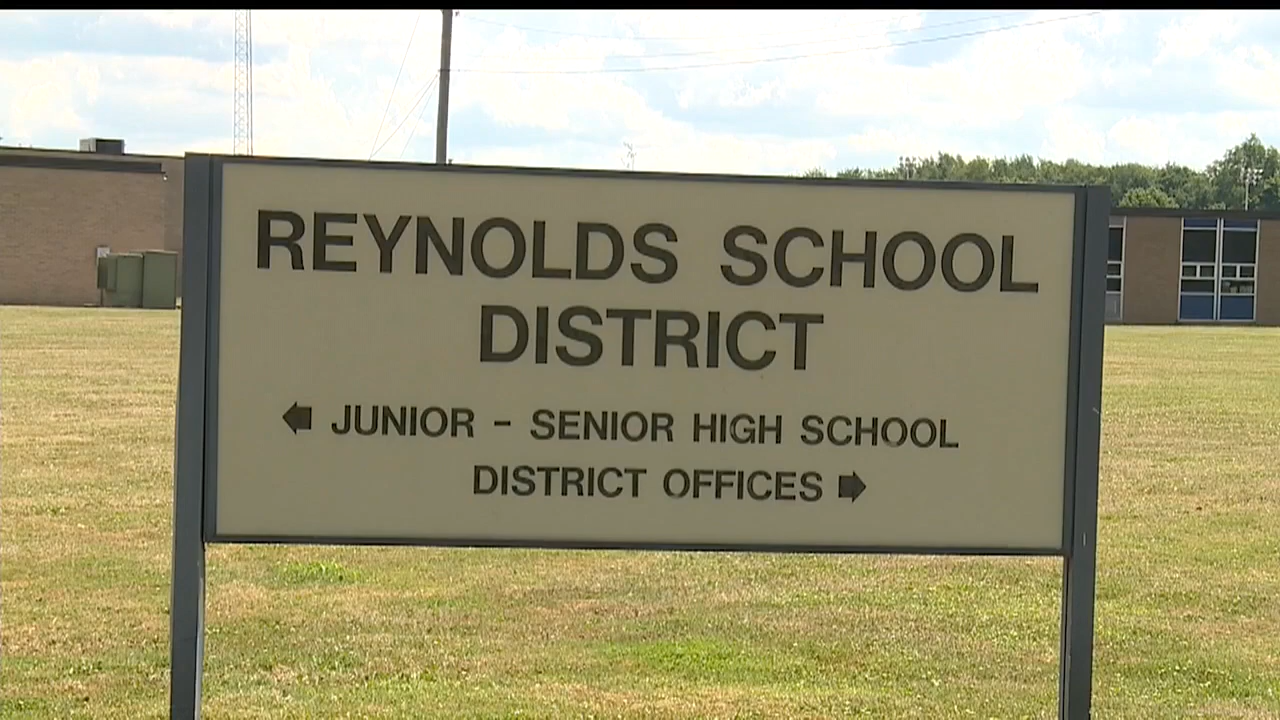 REYNOLDS SCHOOL
DISTRICT
JUNIOR - SENIOR HIGH SCHOOL
DISTRICT OFFICES